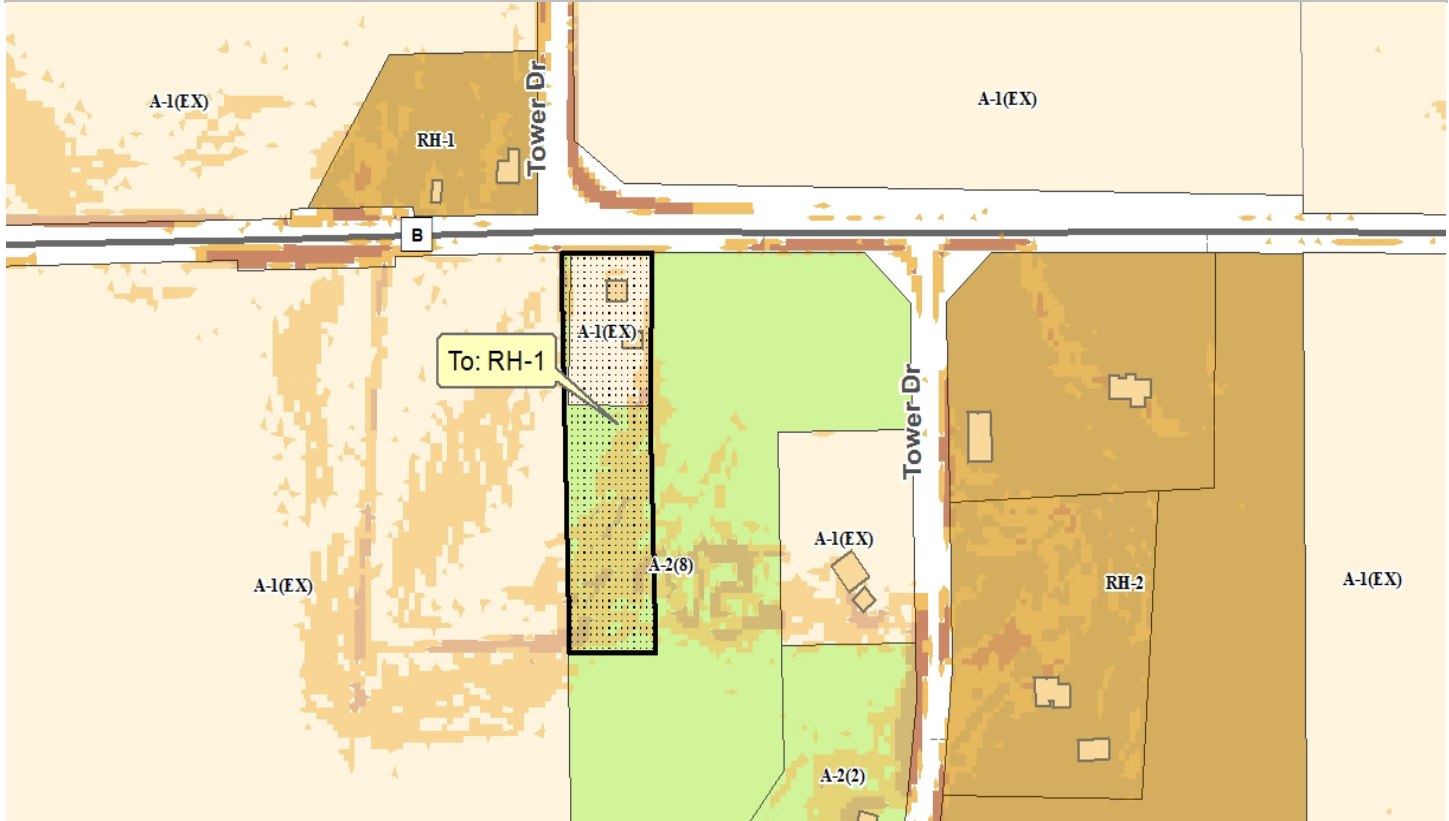 A-1(EX)
RH-1
Tower Dr
A-1(EX)
B
A-1(EX)
To: RH-1
Tower Dr
A-1(EX)
A-2(8)
A-1(EX)
RH-2
A-1(EX)
A-2(2)